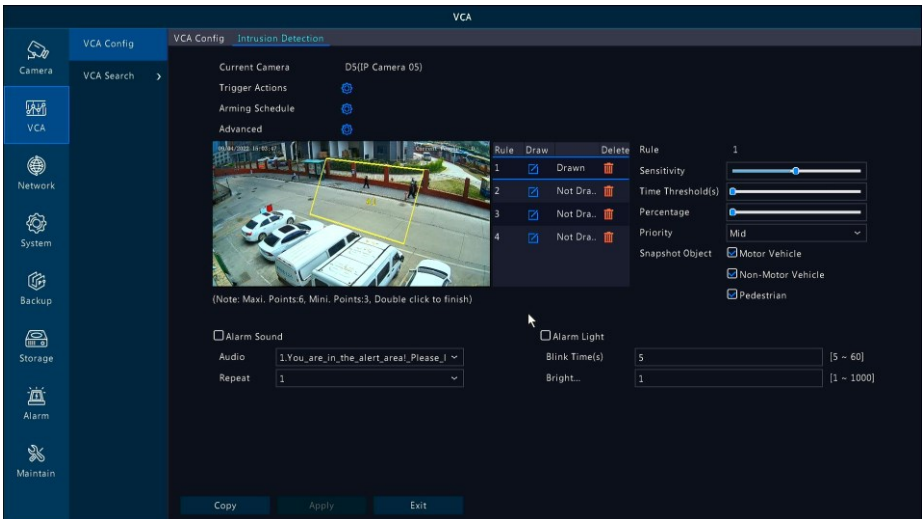 VCA
Camera
VCA
Network
System
Backup
Storage
Alarm
Maintain
VCA Config
VCA Search >
VCA Config Intrusion Detection
Current Camera D5(IP Camera 05)
Trigger Actions
Arming Schedule
Advanced
Rule Draw Delete
1 Drawn
2 Not Dra..
3 Not Dra..
4 Not Dra..
(Note: Maxi. Points:6, Mini. Points:3, Double click to finish)
Rule 1
Sensitivity
Time Threshold(s)
Percentage
Priority Mid
Snapshot Object Motor Vehicle
Non-Motor Vehicle
Pedestrian
Alarm Sound
Audio 1.You_are_in_the_alert_area!_Please_l
Repeat 1
Alarm Light
Blink Time(s) 5 [5 ~ 60]
Bright... 1 [1 ~ 1000]
Copy Apply Exit